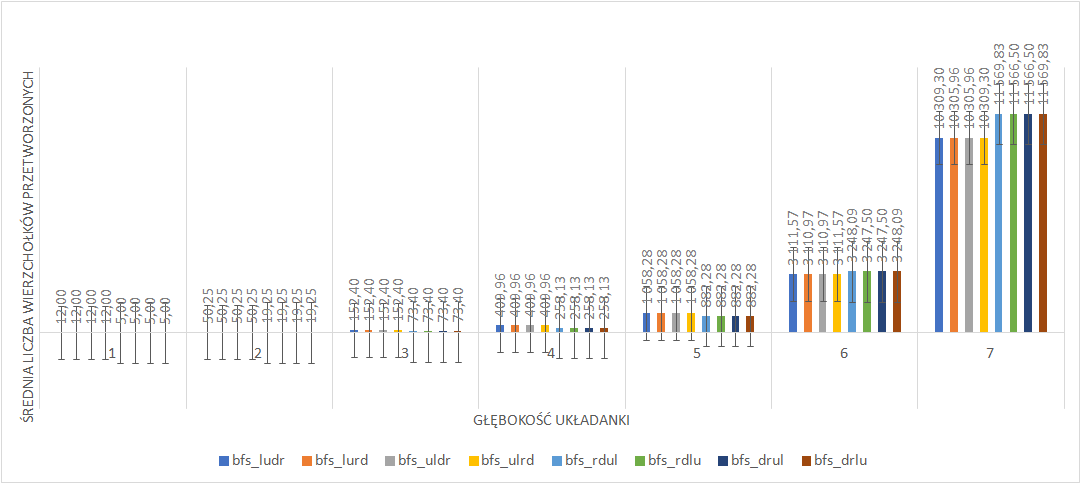 ŚREDNIA LICZBA WIERZCHOŁKÓW PRZETWORZONYCH
12,00 12,00 12,00 12,00 5,00 5,00 5,00 5,00
50,25 50,25 50,25 50,25 19,25 19,25 19,25 19,25
152,40 152,40 152,40 152,40 73,40 73,40 73,40 73,40
409,96 409,96 409,96 409,96 258,13 258,13 258,13 258,13
1 058,28 1 058,28 1 058,28 1 058,28 882,28 882,28 882,28 882,28
3 111,57 3 110,97 3 110,97 3 111,57 3 248,09 3 247,50 3 247,50 3 248,09
10 309,30 10 305,96 10 305,96 10 309,30 11 569,83 11 566,50 11 566,50 11 569,83
1 2 3 4 5 6 7
GŁĘBOKOŚĆ UKŁADANKI
bfs_ludr bfs_lurd bfs_uldr bfs_ulrd bfs_rdul bfs_rdlu bfs_drul bfs_drlu